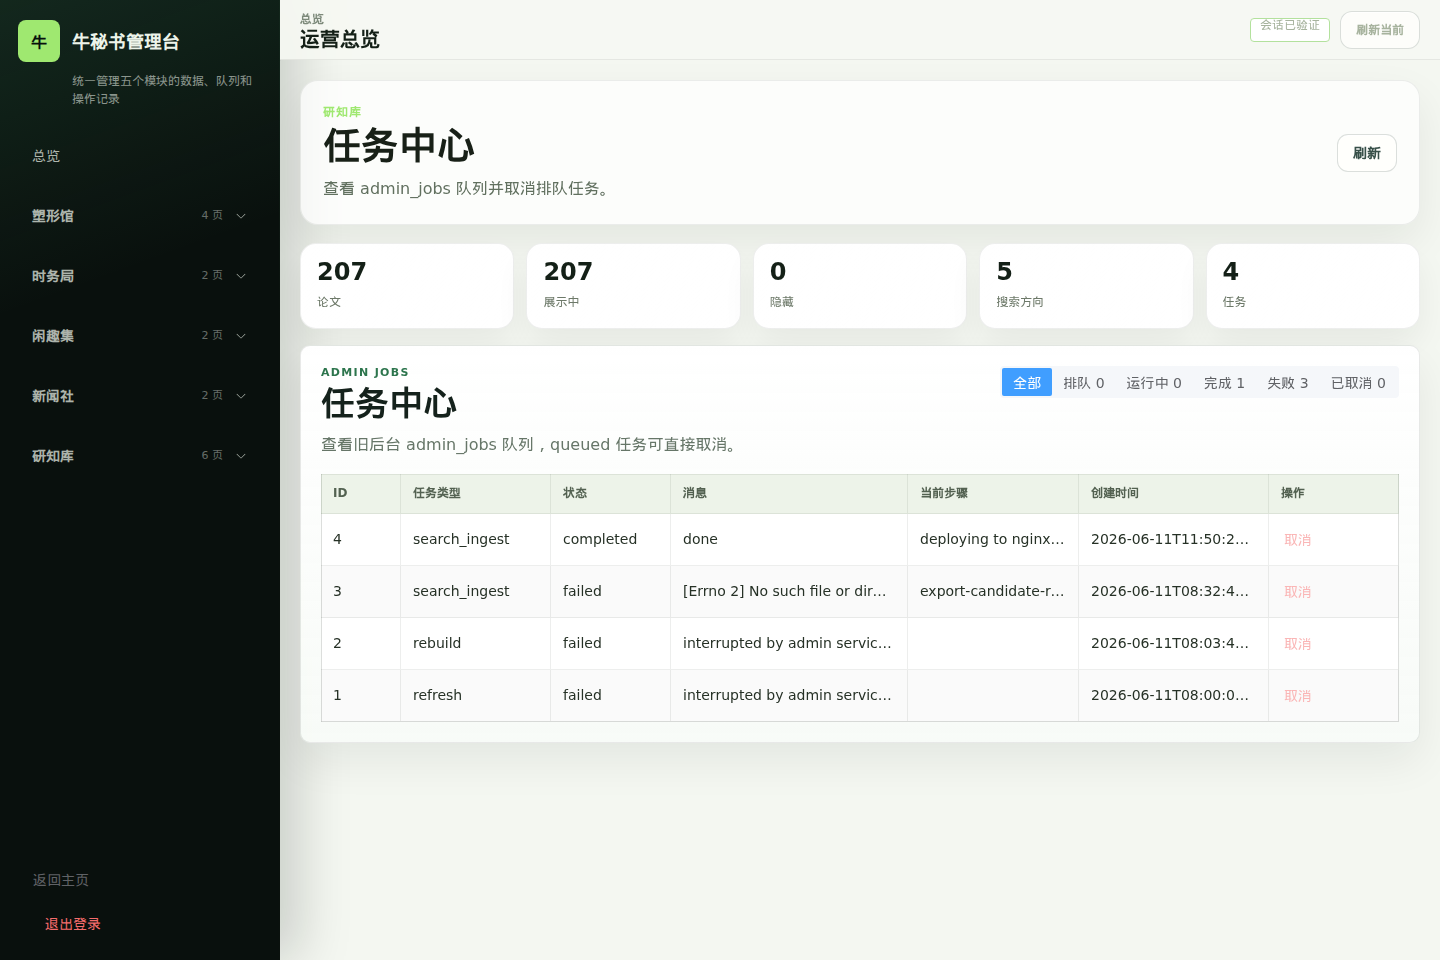 牛
牛秘书管理台
统一管理五个模块的数据、队列和
操作记录
总览
塑形馆 4 页
时务局 2 页
闲趣集 2 页
新闻社 2 页
研知库 6 页
返回主页
退出登录
总览
运营总览
会话已验证
刷新当前
研知库
任务中心
查看 admin_jobs 队列并取消排队任务。
刷新
207
论文
207
展示中
0
隐藏
5
搜索方向
4
任务
ADMIN JOBS
任务中心
查看旧后台 admin_jobs 队列，queued 任务可直接取消。
全部 排队 0 运行中 0 完成 1 失败 3 已取消 0
ID 任务类型 状态 消息 当前步骤 创建时间 操作
4 search_ingest completed done deploying to nginx... 2026-06-11T11:50:2... 取消
3 search_ingest failed [Errno 2] No such file or dir... export-candidate-r... 2026-06-11T08:32:4... 取消
2 rebuild failed interrupted by admin servic... 2026-06-11T08:03:4... 取消
1 refresh failed interrupted by admin servic... 2026-06-11T08:00:0... 取消